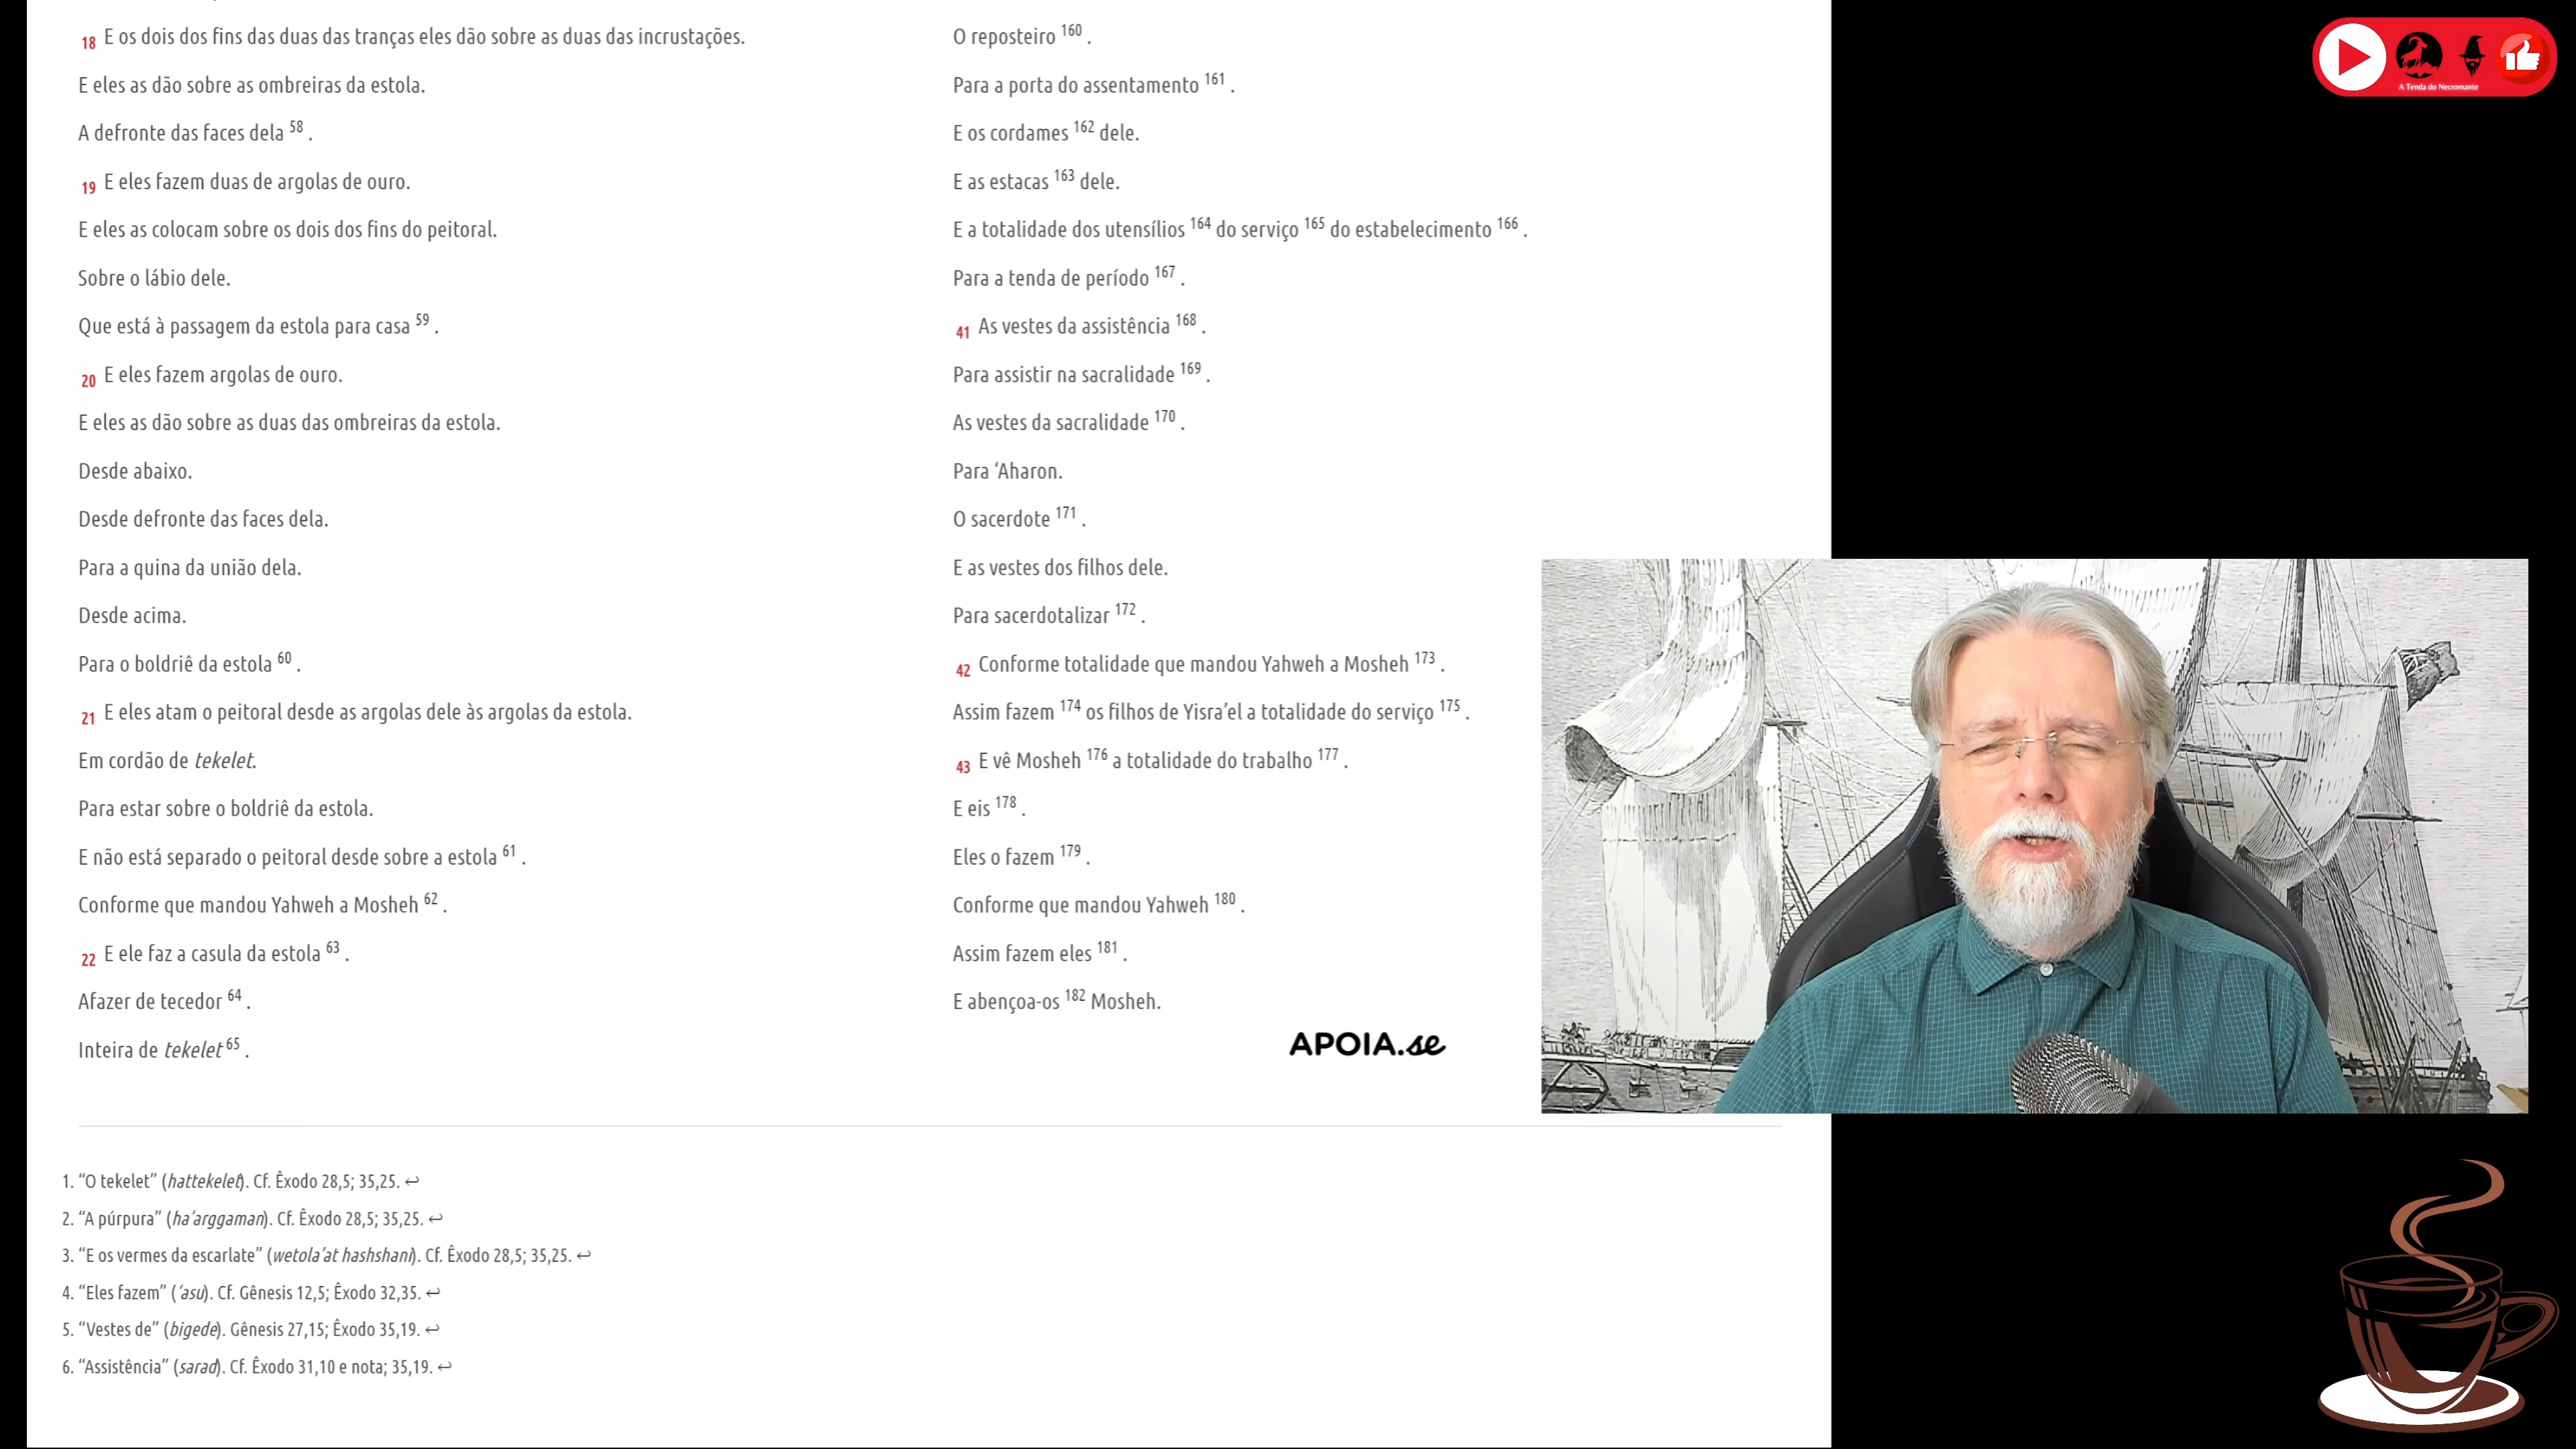 18 E os dois dos fins das duas das tranças eles dão sobre as duas das incrustações.
E eles as dão sobre as ombreiras da estola.
A defronte das faces dela 58 .
19 E eles fazem duas de argolas de ouro.
E eles as colocam sobre os dois dos fins do peitoral.
Sobre o lábio dele.
Que está à passagem da estola para casa 59 .
20 E eles fazem argolas de ouro.
E eles as dão sobre as duas das ombreiras da estola.
Desde abaixo.
Desde defronte das faces dela.
Para a quina da união dela.
Desde acima.
Para o boldriê da estola 60 .
21 E eles atam o peitoral desde as argolas dele às argolas da estola.
Em cordão de tekelet.
Para estar sobre o boldriê da estola.
E não está separado o peitoral desde sobre a estola 61 .
Conforme que mandou Yahweh a Mosheh 62 .
22 E ele faz a casula da estola 63 .
Afazer de tecedor 64 .
Inteira de tekelet 65 .
O reposteiro 160 .
Para a porta do assentamento 161 .
E os cordames 162 dele.
E as estacas 163 dele.
E a totalidade dos utensílios 164 do serviço 165 do estabelecimento 166 .
Para a tenda de período 167 .
41 As vestes da assistência 168 .
Para assistir na sacralidade 169 .
As vestes da sacralidade 170 .
Para ‘Aharon.
O sacerdote 171 .
E as vestes dos filhos dele.
Para sacerdotalizar 172 .
42 Conforme totalidade que mandou Yahweh a Mosheh 173 .
Assim fazem 174 os filhos de Yisra’el a totalidade do serviço 175 .
43 E vê Mosheh 176 a totalidade do trabalho 177 .
E eis 178 .
Eles o fazem 179 .
Conforme que mandou Yahweh 180 .
Assim fazem eles 181 .
E abençoa-os 182 Mosheh.
APOIA.se
1. “O tekelet” (hattekelet). Cf. Êxodo 28,5; 35,25. ↩
2. “A púrpura” (ha’arggaman). Cf. Êxodo 28,5; 35,25. ↩
3. “E os vermes da escarlate” (wetola’at hashshani). Cf. Êxodo 28,5; 35,25. ↩
4. “Eles fazem” (‘asu). Cf. Gênesis 12,5; Êxodo 32,35. ↩
5. “Vestes de” (bigede). Gênesis 27,15; Êxodo 35,19. ↩
6. “Assistência” (sarad). Cf. Êxodo 31,10 e nota; 35,19. ↩
A Tenda do Necromante